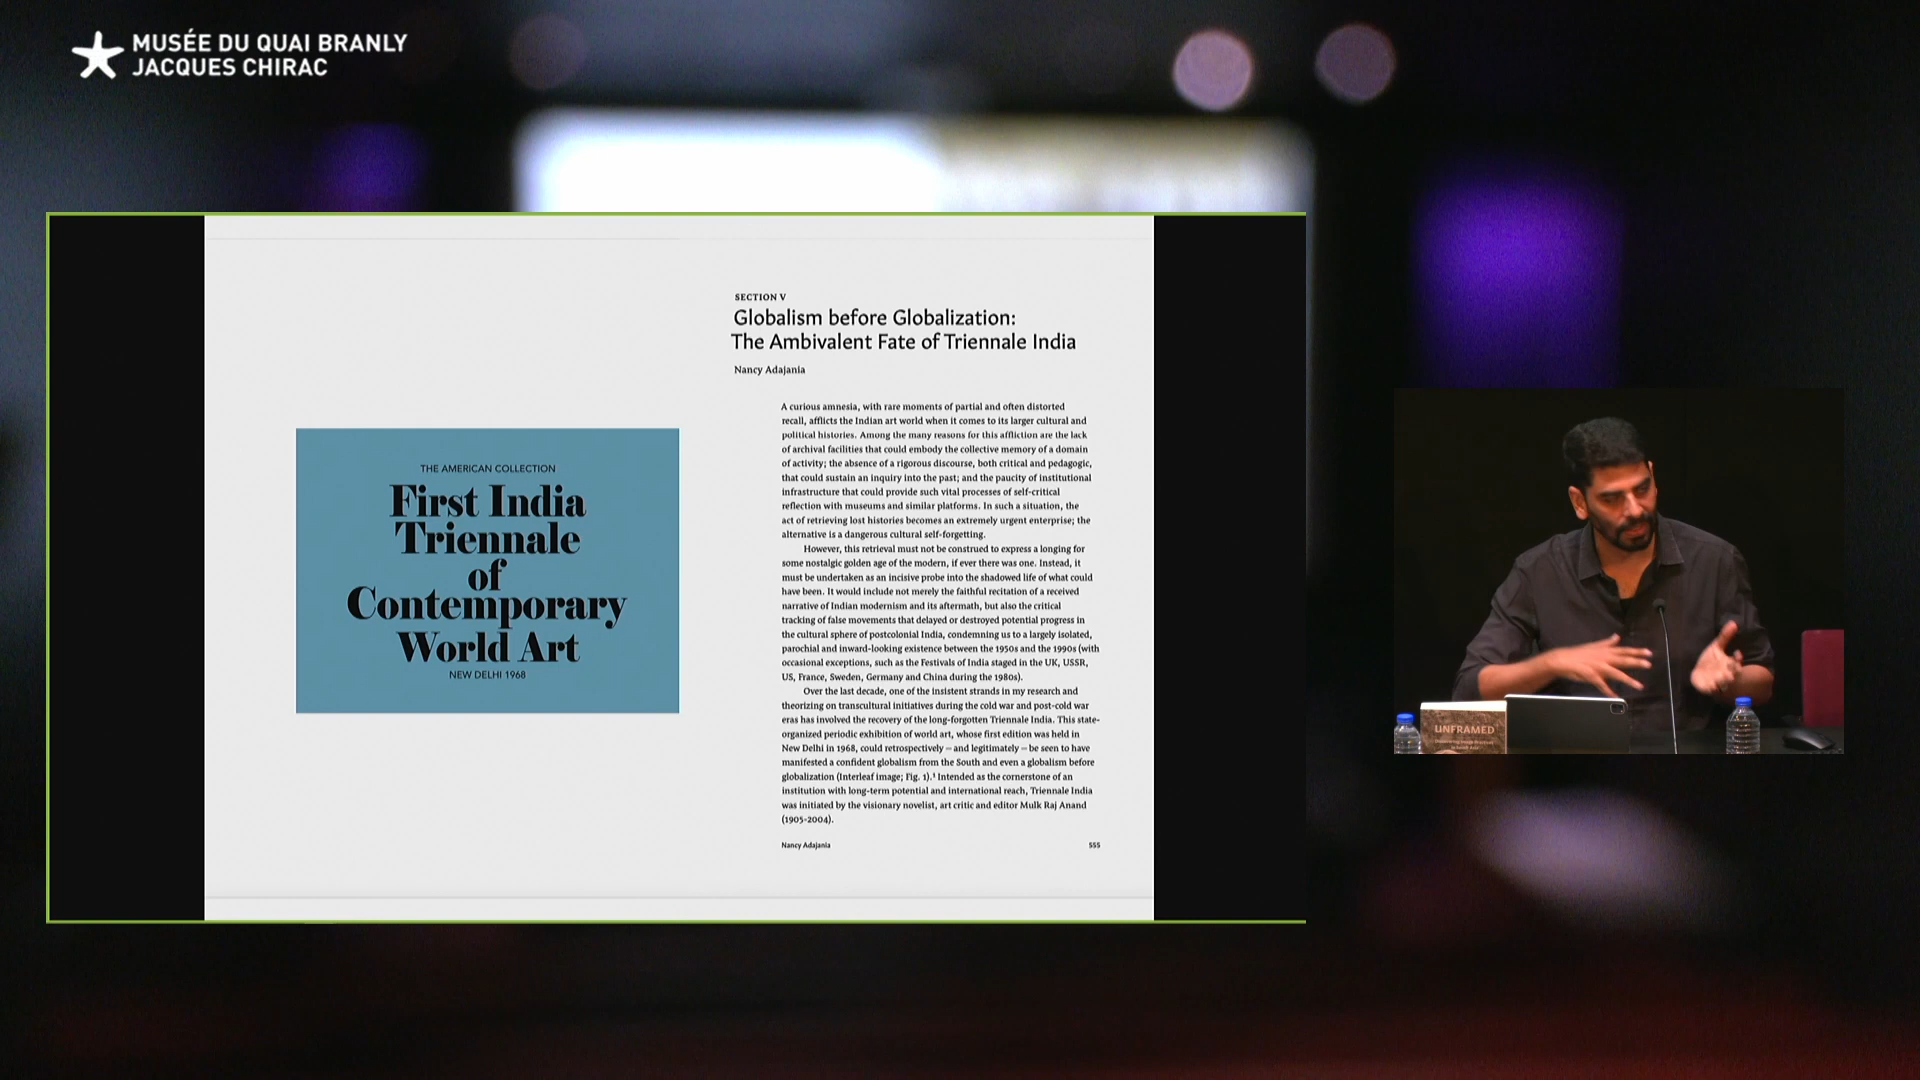 MUSÉE DU QUAI BRANLY
JACQUES CHIRAC
THE AMERICAN COLLECTION
First India
Triennale
of
Contemporary
World Art
NEW DELHI 1968
SECTION V
Globalism before Globalization:
The Ambivalent Fate of Triennale India
Nancy Adajania
A curious amnesia, with rare moments of partial and often distorted
recall, afflicts the Indian art world when it comes to its larger cultural and
political histories. Among the many reasons for this affliction are the lack
of archival facilities that could embody the collective memory of a domain
of activity; the absence of a rigorous discourse, both critical and pedagogic,
that could sustain an inquiry into the past; and the paucity of institutional
infrastructure that could provide such vital processes of self-critical
reflection with museums and similar platforms. In such a situation, the
act of retrieving lost histories becomes an extremely urgent enterprise; the
alternative is a dangerous cultural self-forgetting.
However, this retrieval must not be construed to express a longing for
some nostalgic golden age of the modern, if ever there was one. Instead, it
must be undertaken as an incisive probe into the shadowed life of what could
have been. It would include not merely the faithful recitation of a received
narrative of Indian modernism and its aftermath, but also the critical
tracking of false movements that delayed or destroyed potential progress in
the cultural sphere of postcolonial India, condemning us to a largely isolated,
parochial and inward-looking existence between the 1950s and the 1990s (with
occasional exceptions, such as the Festivals of India staged in the UK, USSR,
US, France, Sweden, Germany and China during the 1980s).
Over the last decade, one of the insistent strands in my research and
theorizing on transcultural initiatives during the cold war and post-cold war
eras has involved the recovery of the long-forgotten Triennale India. This state-
organized periodic exhibition of world art, whose first edition was held in
New Delhi in 1968, could retrospectively – and legitimately – be seen to have
manifested a confident globalism from the South and even a globalism before
globalization (Interleaf image; Fig. 1).¹ Intended as the cornerstone of an
institution with long-term potential and international reach, Triennale India
was initiated by the visionary novelist, art critic and editor Mulk Raj Anand
(1905-2004).
Nancy Adajania 555
UNFRAMED